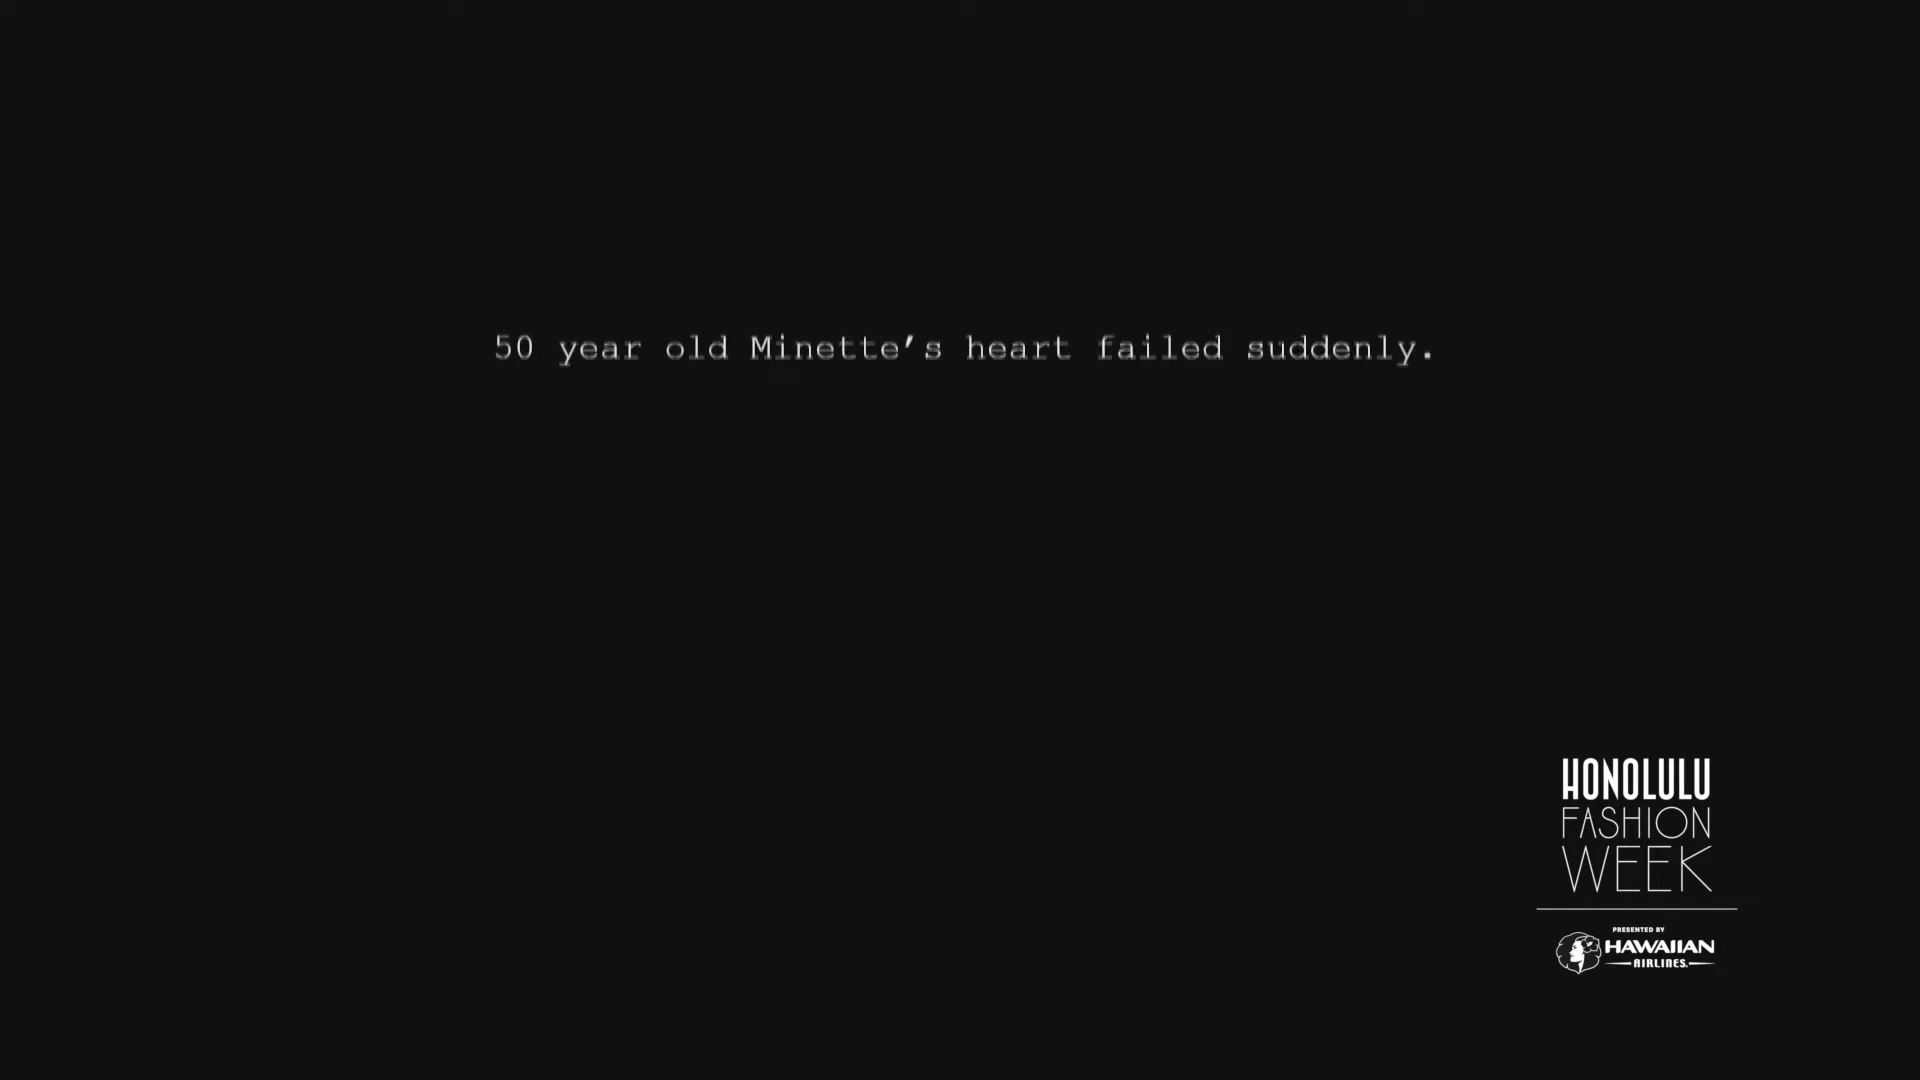 50 year old Minette's heart failed suddenly.
HONOLULU
FASHION
WEEK
PRESENTED BY
HAWAIIAN
AIRLINES.